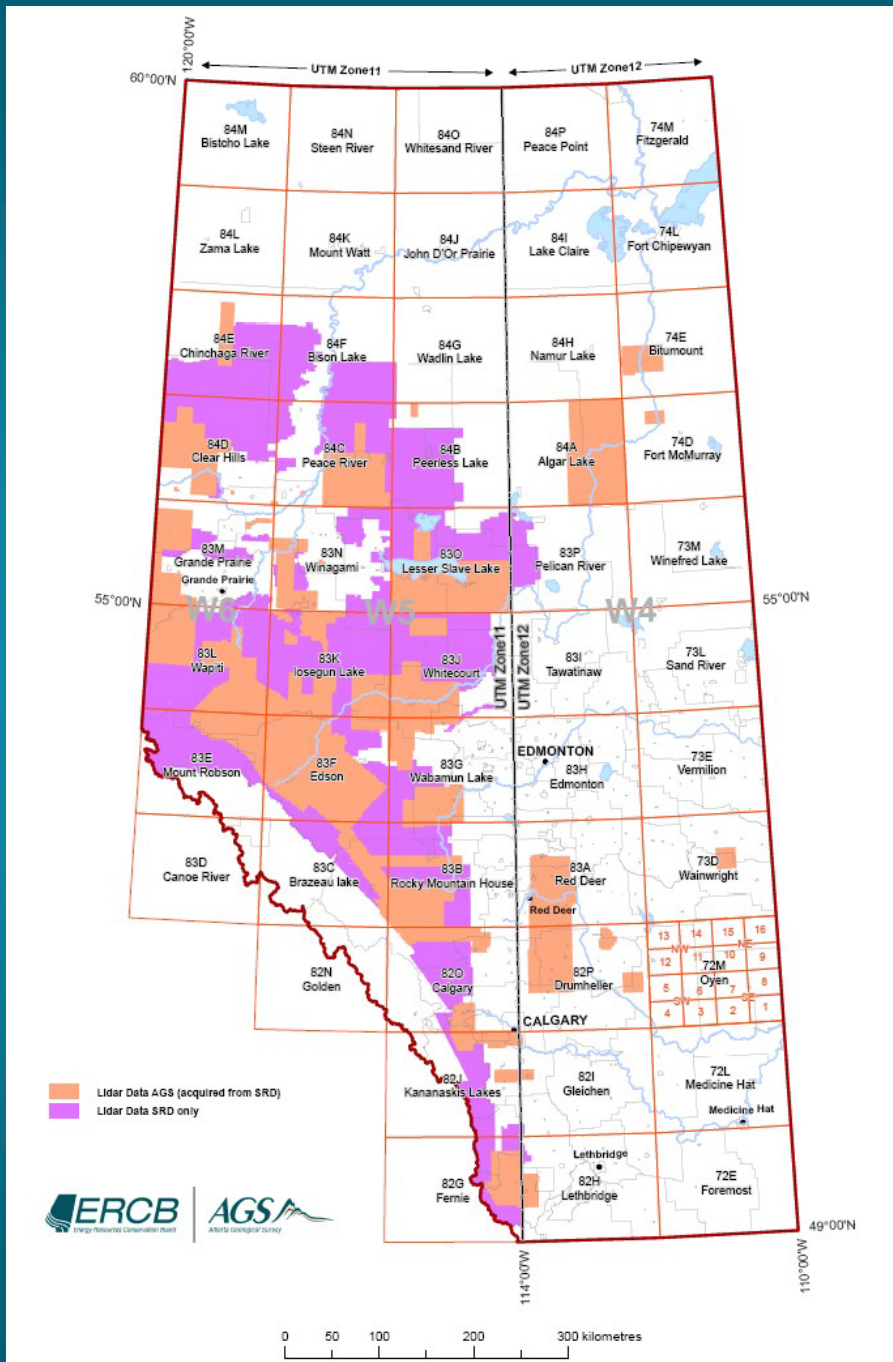 120°00'W
UTM Zone11
UTM Zone12
60°00'N
84M
Bistcho Lake
84N
Steen River
84O
Whitesand River
84P
Peace Point
74M
Fitzgerald
84L
Zama Lake
84K
Mount Watt
84J
John D'Or Prairie
84I
Lake Claire
74L
Fort Chipewyan
84E
Chinchaga River
84F
Bison Lake
84G
Wadlin Lake
84H
Namur Lake
74E
Bitumount
84D
Clear Hills
84C
Peace River
84B
Peerless Lake
84A
Algar Lake
74D
Fort McMurray
83M
Grande Prairie
Grande Prairie
83N
Winagami
83O
Lesser Slave Lake
83P
Pelican River
73M
Winefred Lake
55°00'N
W6
W5
W4
55°00'N
83L
Wapiti
83K
Iosegun Lake
83J
Whitecourt
UTM Zone11
UTM Zone12
83I
Tawatinaw
73L
Sand River
83E
Mount Robson
83F
Edson
83G
Wabamun Lake
EDMONTON
83H
Edmonton
73E
Vermilion
83D
Canoe River
83C
Brazeau lake
83B
Rocky Mountain House
83A
Red Deer
Red Deer
73D
Wainwright
82N
Golden
82O
Calgary
82P
Drumheller
13 14 15 16
NW NE
12 11 10 9
72M
Oyen
5 6 7 8
SW SE
4 3 2 1
CALGARY
82J
Kananaskis Lakes
82I
Gleichen
72L
Medicine Hat
Medicine Hat
82G
Fernie
Lethbridge
82H
Lethbridge
72E
Foremost
Lidar Data AGS (acquired from SRD)
Lidar Data SRD only
ERCB
Energy Resources Conservation Board
AGS
Alberta Geological Survey
49°00'N
114°00'W
110°00'W
0 50 100 200 300 kilometres